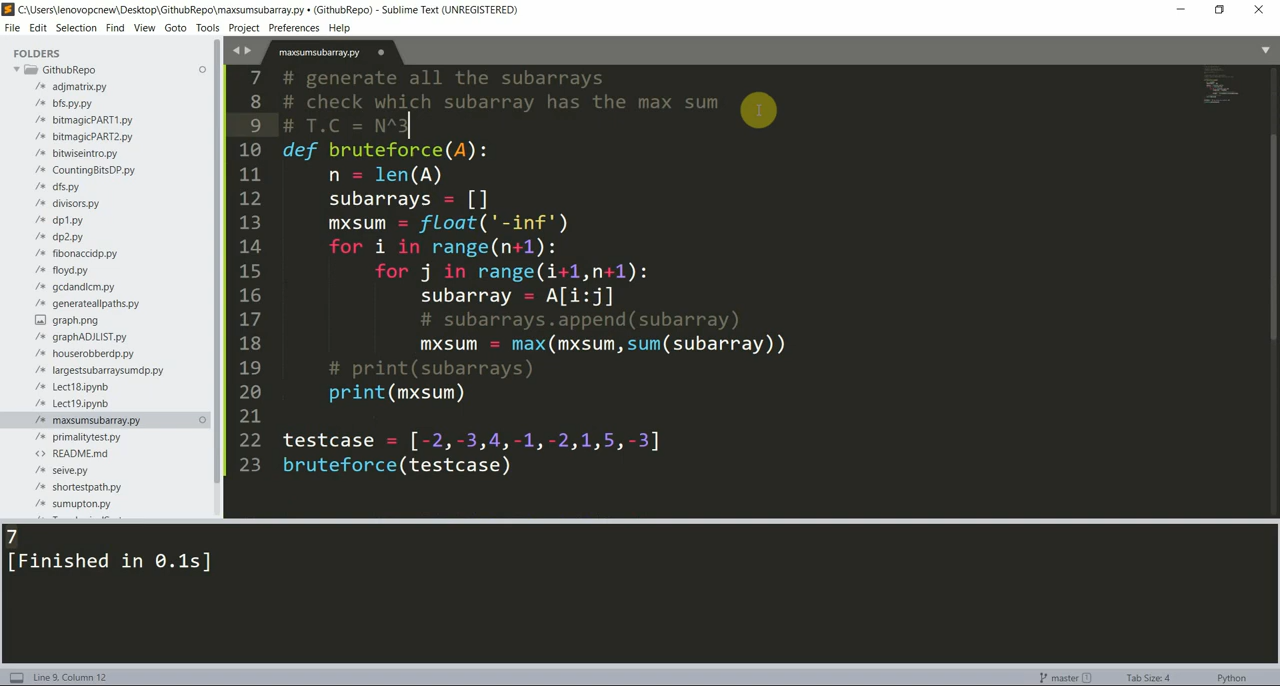 C:\Users\lenovopcnew\Desktop\GithubRepo\maxsumsubarray.py • (GithubRepo) - Sublime Text (UNREGISTERED)
File Edit Selection Find View Goto Tools Project Preferences Help
FOLDERS
GithubRepo
/* adjmatrix.py
/* bfs.py.py
/* bitmagicPART1.py
/* bitmagicPART2.py
/* bitwiseintro.py
/* CountingBitsDP.py
/* dfs.py
/* divisors.py
/* dp1.py
/* dp2.py
/* fibonaccidp.py
/* floyd.py
/* gcdandlcm.py
/* generateallpaths.py
graph.png
/* graphADJLIST.py
/* houserobberdp.py
/* largestsubarraysumdp.py
/* Lect18.ipynb
/* Lect19.ipynb
/* maxsumsubarray.py
/* primalitytest.py
<> README.md
/* seive.py
/* shortestpath.py
/* sumupton.py
maxsumsubarray.py
7 # generate all the subarrays
8 # check which subarray has the max sum
9 # T.C = N^3
10 def bruteforce(A):
11 n = len(A)
12 subarrays = []
13 mxsum = float('-inf')
14 for i in range(n+1):
15 for j in range(i+1,n+1):
16 subarray = A[i:j]
17 # subarrays.append(subarray)
18 mxsum = max(mxsum,sum(subarray))
19 # print(subarrays)
20 print(mxsum)
21
22 testcase = [-2,-3,4,-1,-2,1,5,-3]
23 bruteforce(testcase)
7
[Finished in 0.1s]
Line 9, Column 12
master 1
Tab Size: 4
Python